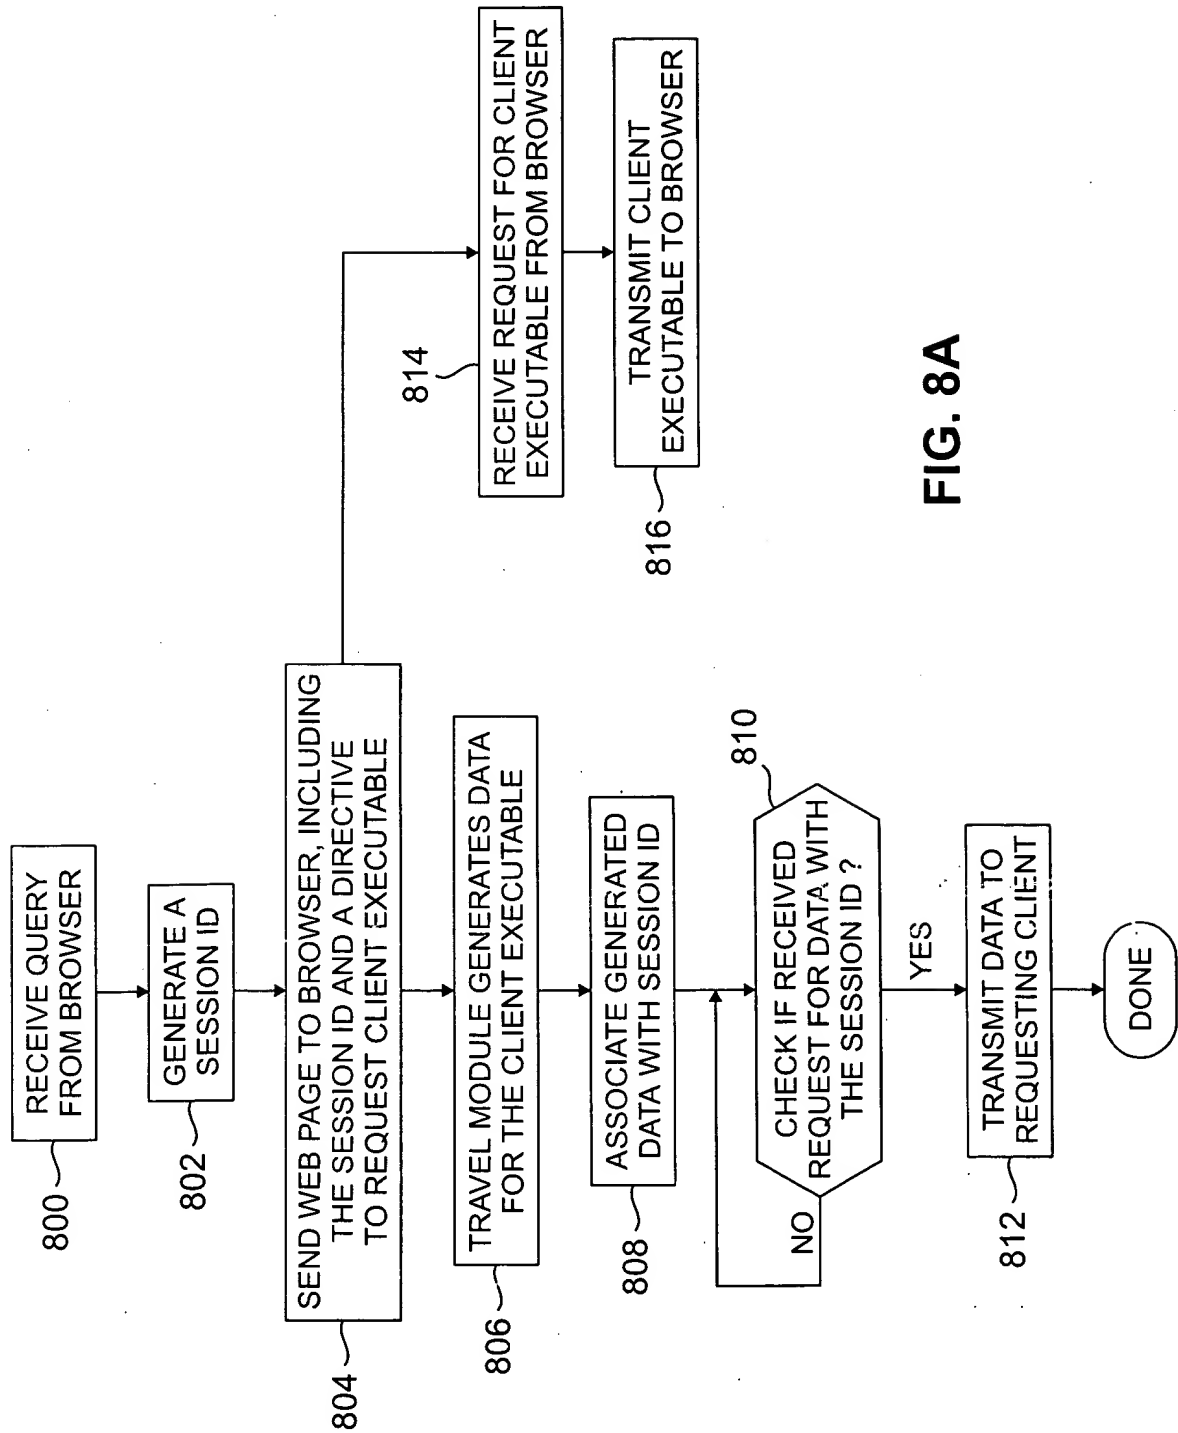 800
RECEIVE QUERY
FROM BROWSER
802
GENERATE A
SESSION ID
804
SEND WEB PAGE TO BROWSER, INCLUDING
THE SESSION ID AND A DIRECTIVE
TO REQUEST CLIENT EXECUTABLE
806
TRAVEL MODULE GENERATES DATA
FOR THE CLIENT EXECUTABLE
808
ASSOCIATE GENERATED
DATA WITH SESSION ID
810
CHECK IF RECEIVED
REQUEST FOR DATA WITH
THE SESSION ID ?
NO
YES
812
TRANSMIT DATA TO
REQUESTING CLIENT
DONE
814
RECEIVE REQUEST FOR CLIENT
EXECUTABLE FROM BROWSER
816
TRANSMIT CLIENT
EXECUTABLE TO BROWSER
FIG. 8A